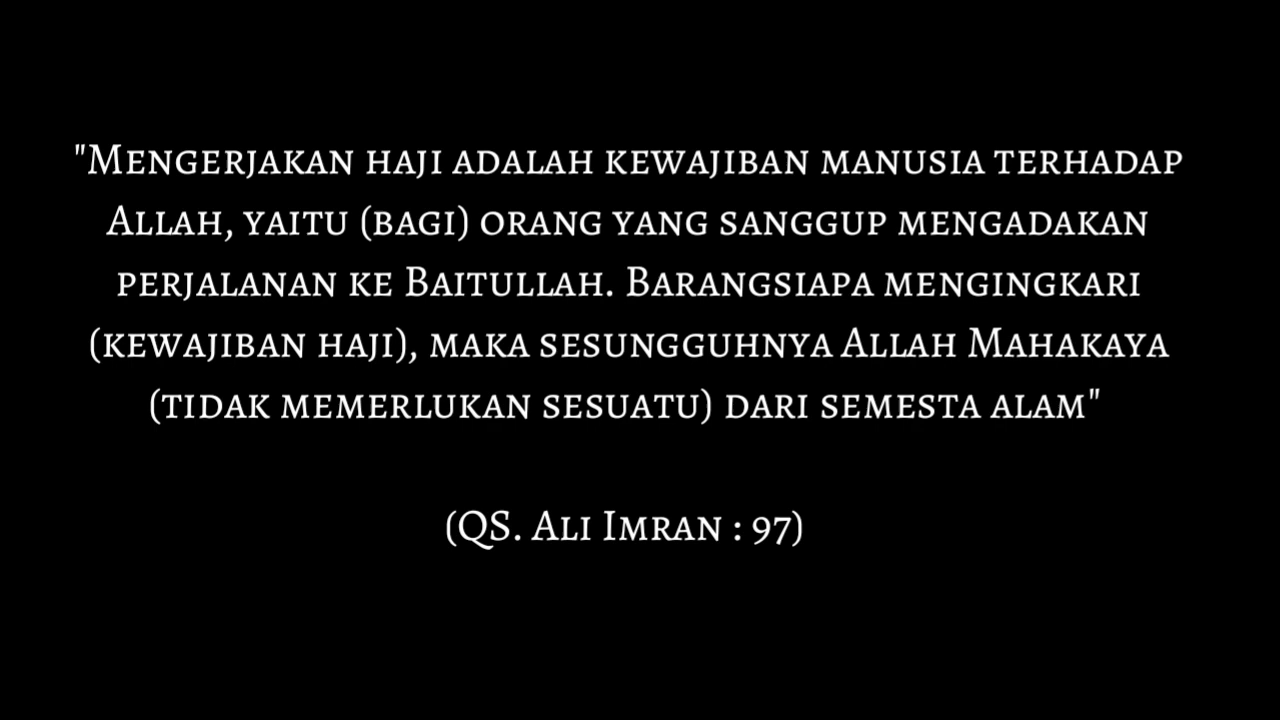 "Mengerjakan haji adalah kewajiban manusia terhadap
Allah, yaitu (bagi) orang yang sanggup mengadakan
perjalanan ke Baitullah. Barangsiapa mengingkari
(kewajiban haji), maka sesungguhnya Allah Mahakaya
(tidak memerlukan sesuatu) dari semesta alam"
(QS. Ali Imran : 97)